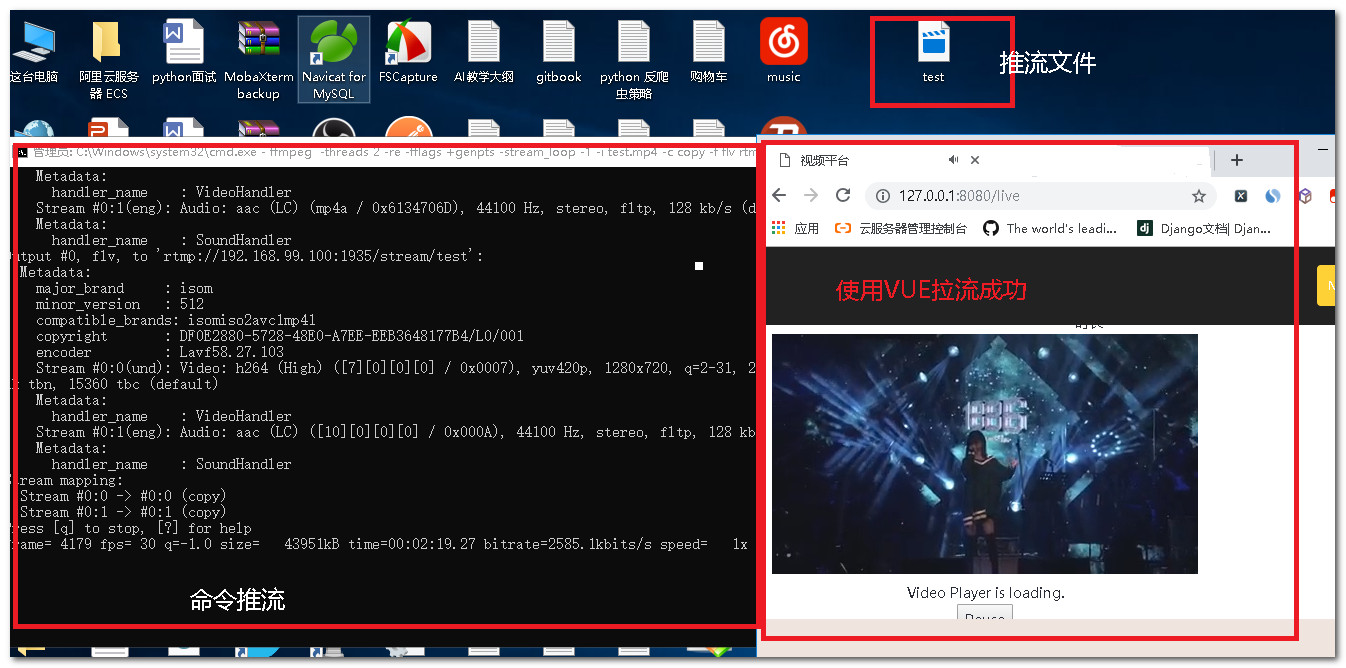 这台电脑
阿里云服务
器 ECS
python面试
MobaXterm
backup
Navicat for
MySQL
FSCapture
AI教学大纲
gitbook
python 反爬
虫策略
购物车
music
test
推流文件
管理员: C:\Windows\system32\cmd.exe - ffmpeg -threads 2 -re -fflags +genpts -stream_loop -1 -i test.mp4 -c copy -f flv rtm
Metadata:
handler_name : VideoHandler
Stream #0:1(eng): Audio: aac (LC) (mp4a / 0x6134706D), 44100 Hz, stereo, fltp, 128 kb/s (d
Metadata:
handler_name : SoundHandler
utput #0, flv, to 'rtmp://192.168.99.100:1935/stream/test':
Metadata:
major_brand : isom
minor_version : 512
compatible_brands: isomiso2avc1mp41
copyright : DF0E2880-5728-48E0-A7EE-EEB3648177B4/L0/001
encoder : Lavf58.27.103
Stream #0:0(und): Video: h264 (High) ([7][0][0][0] / 0x0007), yuv420p, 1280x720, q=2-31, 2
tbn, 15360 tbc (default)
Metadata:
handler_name : VideoHandler
Stream #0:1(eng): Audio: aac (LC) ([10][0][0][0] / 0x000A), 44100 Hz, stereo, fltp, 128 kb
Metadata:
handler_name : SoundHandler
tream mapping:
Stream #0:0 -> #0:0 (copy)
Stream #0:1 -> #0:1 (copy)
ress [q] to stop, [?] for help
rame= 4179 fps= 30 q=-1.0 size= 43951kB time=00:02:19.27 bitrate=2585.1kbits/s speed= 1x
命令推流
视频平台
127.0.0.1:8080/live
应用
云服务器管理控制台
The world's leadi...
dj
Django文档| Djan...
使用VUE拉流成功
时长
Video Player is loading.
Pause